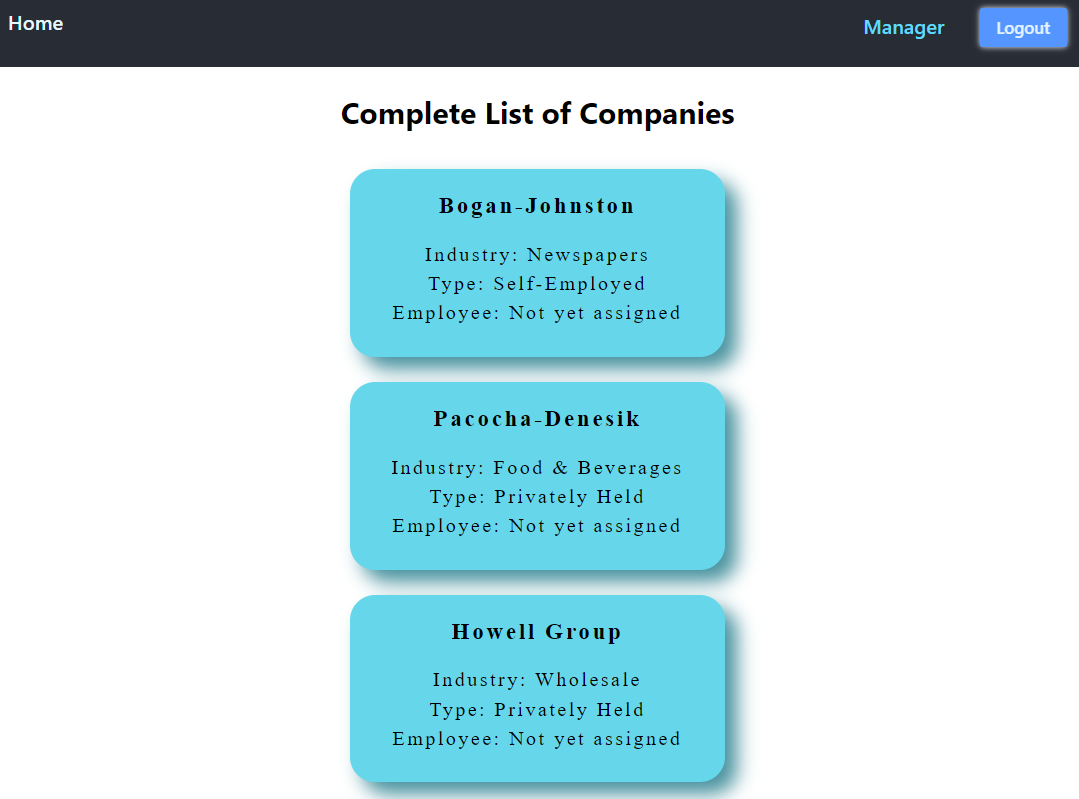 Home
Manager
Logout
Complete List of Companies
Bogan-Johnston
Industry: Newspapers
Type: Self-Employed
Employee: Not yet assigned
Pacocha-Denesik
Industry: Food & Beverages
Type: Privately Held
Employee: Not yet assigned
Howell Group
Industry: Wholesale
Type: Privately Held
Employee: Not yet assigned